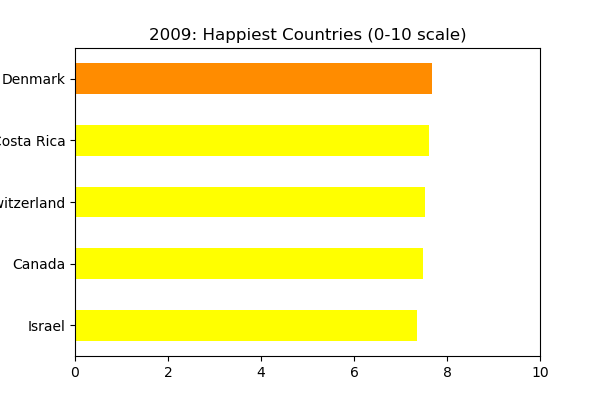 2009: Happiest Countries (0-10 scale)
Denmark
osta Rica
witzerland
Canada
Israel
0 2 4 6 8 10